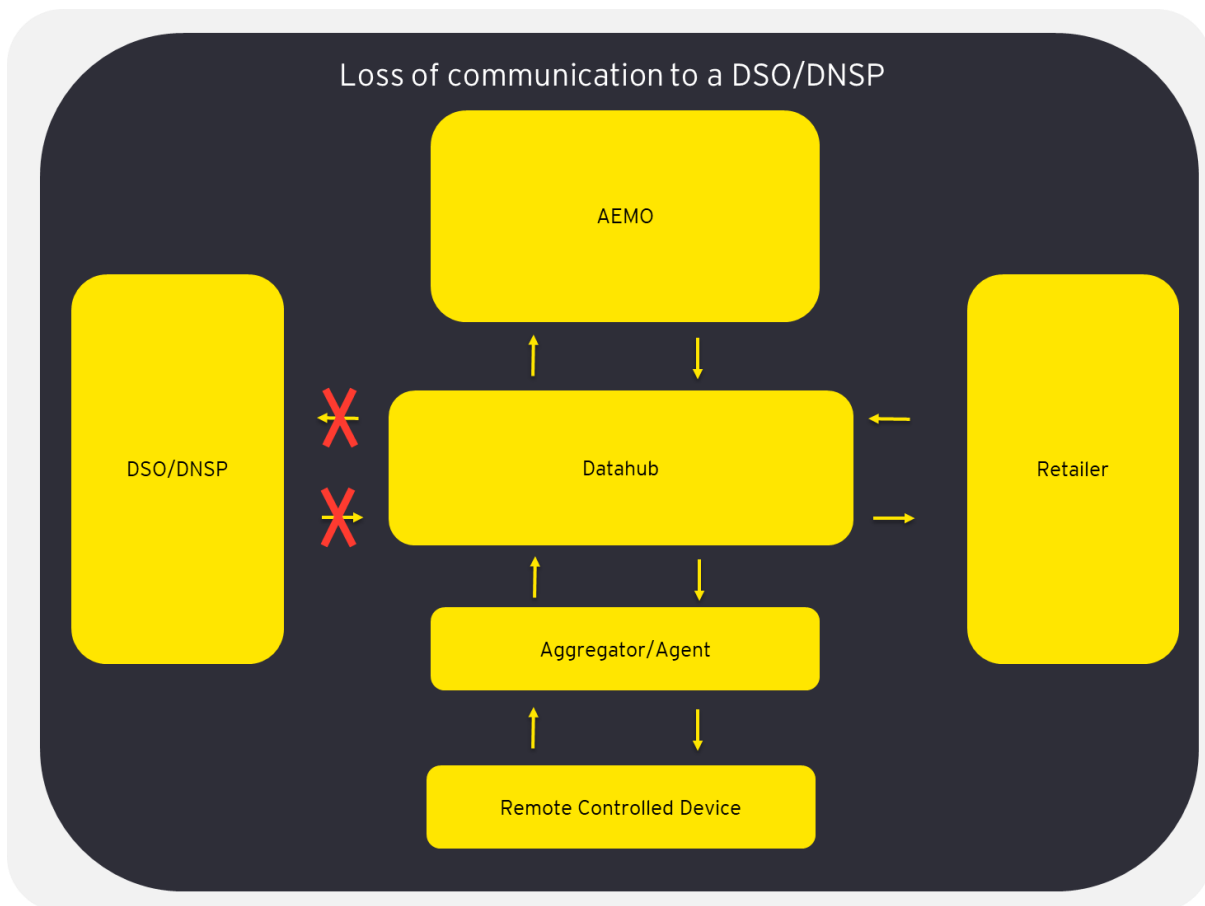 Loss of communication to a DSO/DNSP
AEMO
DSO/DNSP
Datahub
Retailer
Aggregator/Agent
Remote Controlled Device